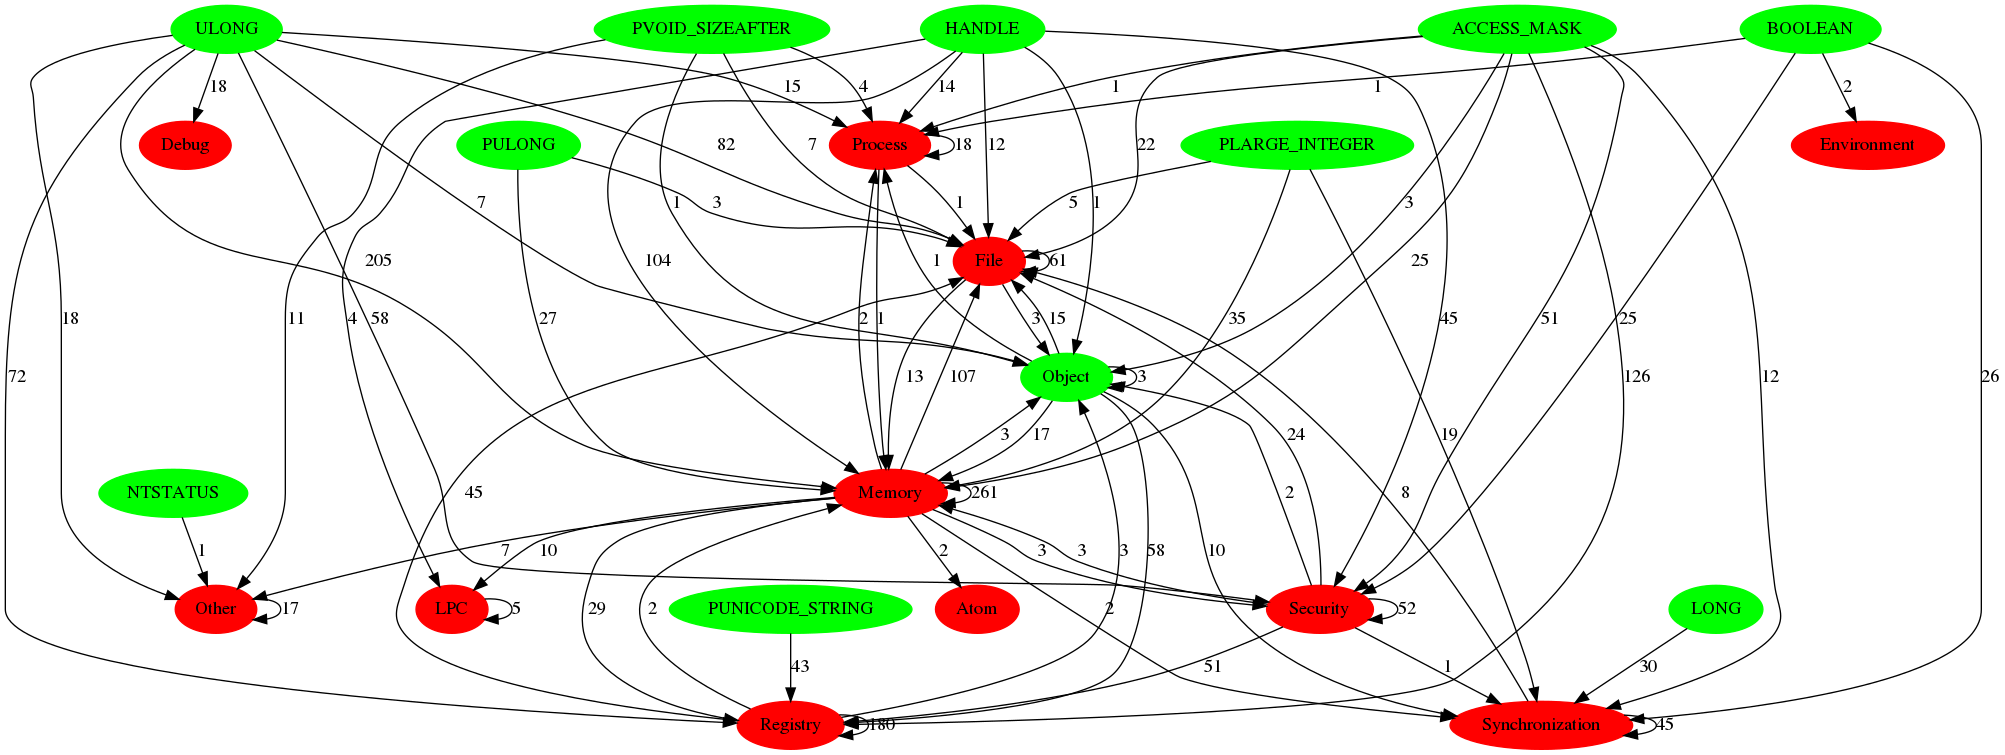 ULONG PVOID_SIZEAFTER HANDLE ACCESS_MASK BOOLEAN
18 15 4 14 1 1 2
Debug PULONG 82 7 Process 18 12 22 PLARGE_INTEGER Environment
7 3 1 1 5 1 3
205 104 1 File 61 25
18 11 4 58 27 2 1 3 15 35 45 51 25
72 13 107 Object 3 126 12 26
3 17 19 24
NTSTATUS 45 Memory 261 2 8
1 7 10 2 3 3 3 58 10
Other 17 LPC 5 29 2 PUNICODE_STRING Atom 2 Security 52 LONG
43 51 1 30
Registry 180 Synchronization 45